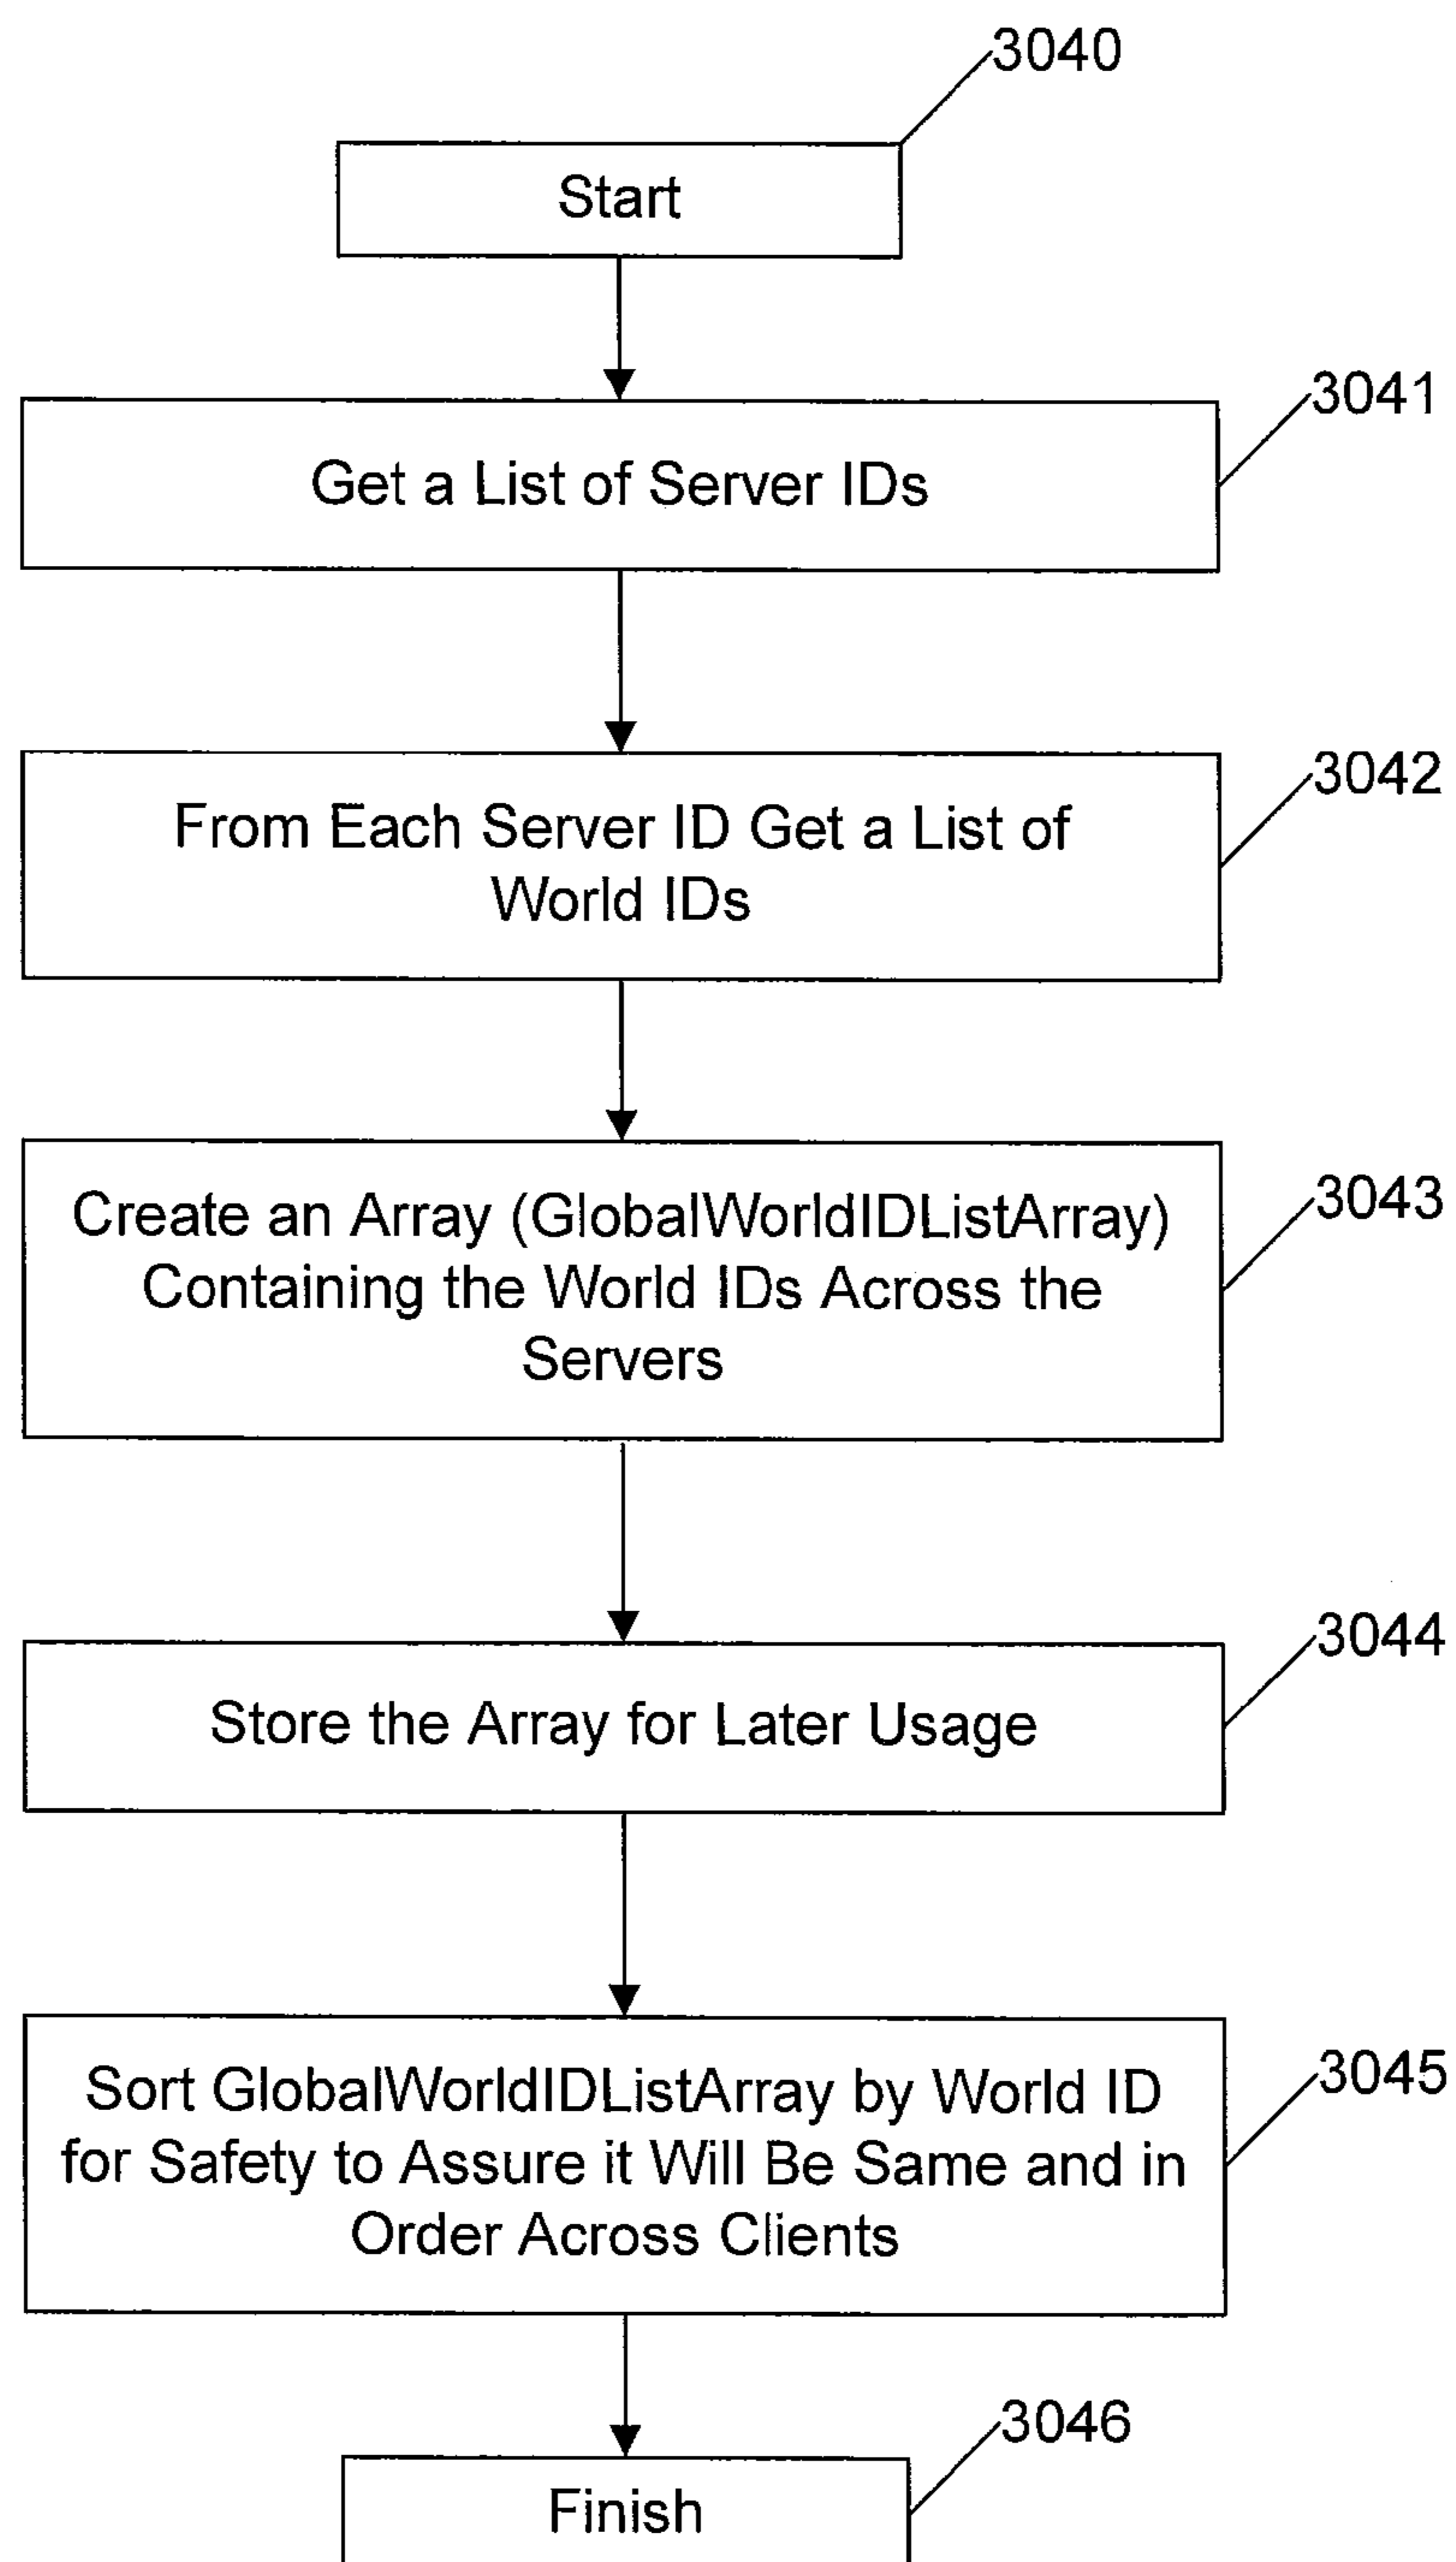 3040
Start
3041
Get a List of Server IDs
3042
From Each Server ID Get a List of
World IDs
3043
Create an Array (GlobalWorldIDListArray)
Containing the World IDs Across the
Servers
3044
Store the Array for Later Usage
3045
Sort GlobalWorldIDListArray by World ID
for Safety to Assure it Will Be Same and in
Order Across Clients
3046
Finish